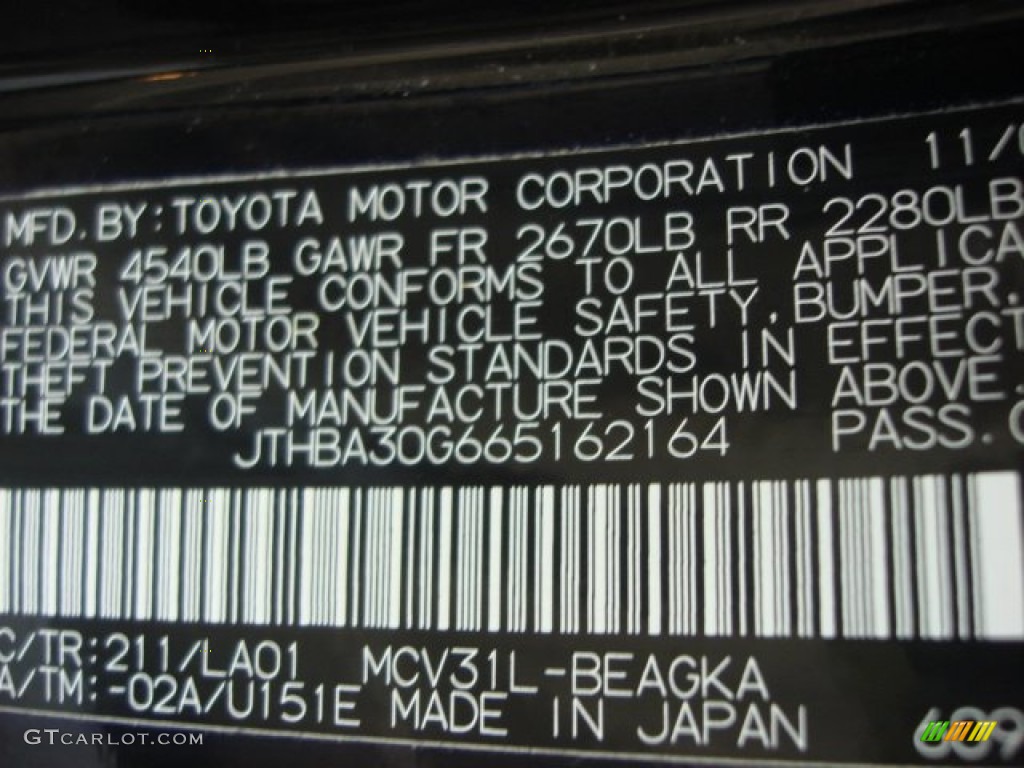 MFD. BY: TOYOTA MOTOR CORPORATION 11/0
GVWR 4540LB GAWR FR 2670LB RR 2280LB
THIS VEHICLE CONFORMS TO ALL APPLICA
FEDERAL MOTOR VEHICLE SAFETY, BUMPER,
THEFT PREVENTION STANDARDS IN EFFECT
THE DATE OF MANUFACTURE SHOWN ABOVE.
JTHBA30G665162164 PASS.C
C/TR:211/LA01 MCV31L-BEAGKA
A/TM:-02A/U151E MADE IN JAPAN
609
GTCARLOT.COM